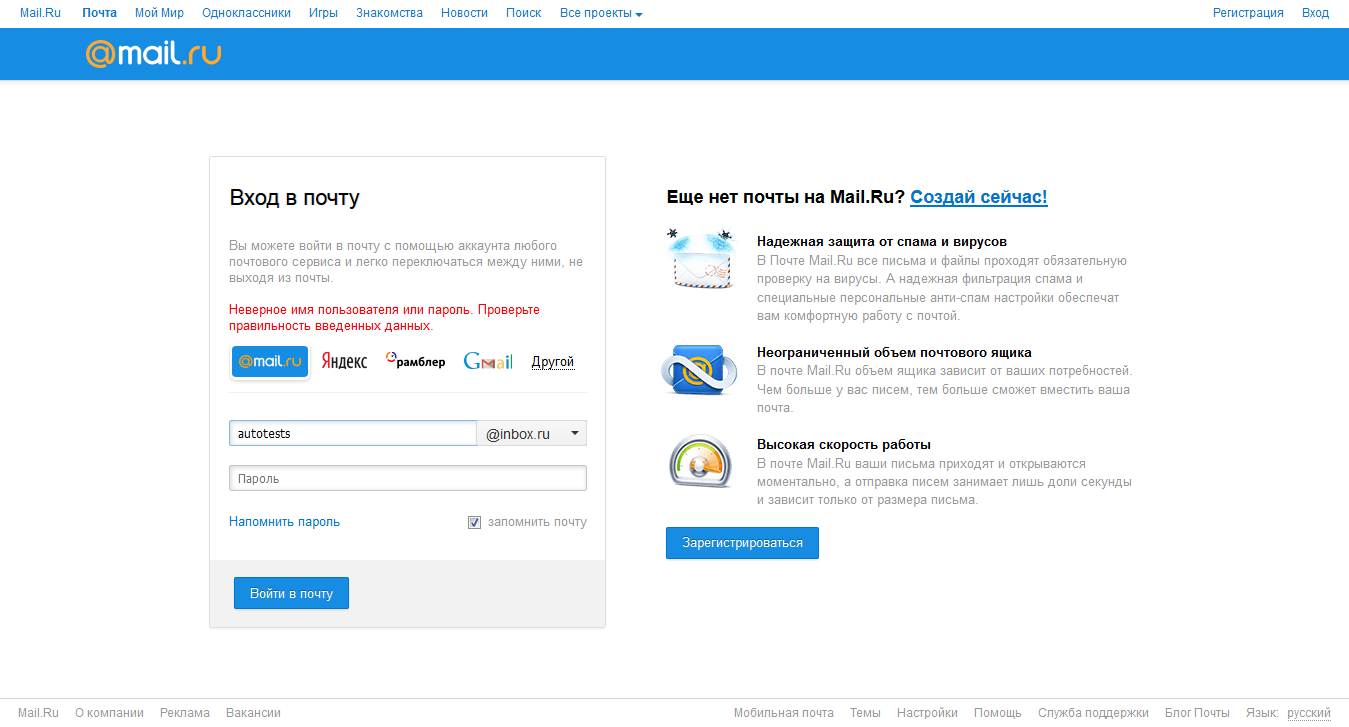 Mail.Ru Почта Мой Мир Одноклассники Игры Знакомства Новости Поиск Все проекты Регистрация Вход
@mail.ru
Вход в почту
Вы можете войти в почту с помощью аккаунта любого
почтового сервиса и легко переключаться между ними, не
выходя из почты.
Неверное имя пользователя или пароль. Проверьте
правильность введенных данных.
@mail.ru Яндекс Рамблер Gmail Другой
autotests @inbox.ru
Пароль
Напомнить пароль запомнить почту
Войти в почту
Еще нет почты на Mail.Ru? Создай сейчас!
Надежная защита от спама и вирусов
В Почте Mail.Ru все письма и файлы проходят обязательную
проверку на вирусы. А надежная фильтрация спама и
специальные персональные анти-спам настройки обеспечат
вам комфортную работу с почтой.
Неограниченный объем почтового ящика
В почте Mail.Ru объем ящика зависит от ваших потребностей.
Чем больше у вас писем, тем больше сможет вместить ваша
почта.
Высокая скорость работы
В почте Mail.Ru ваши письма приходят и открываются
моментально, а отправка писем занимает лишь доли секунды
и зависит только от размера письма.
Зарегистрироваться
Mail.Ru О компании Реклама Вакансии Мобильная почта Темы Настройки Помощь Служба поддержки Блог Почты Язык: русский